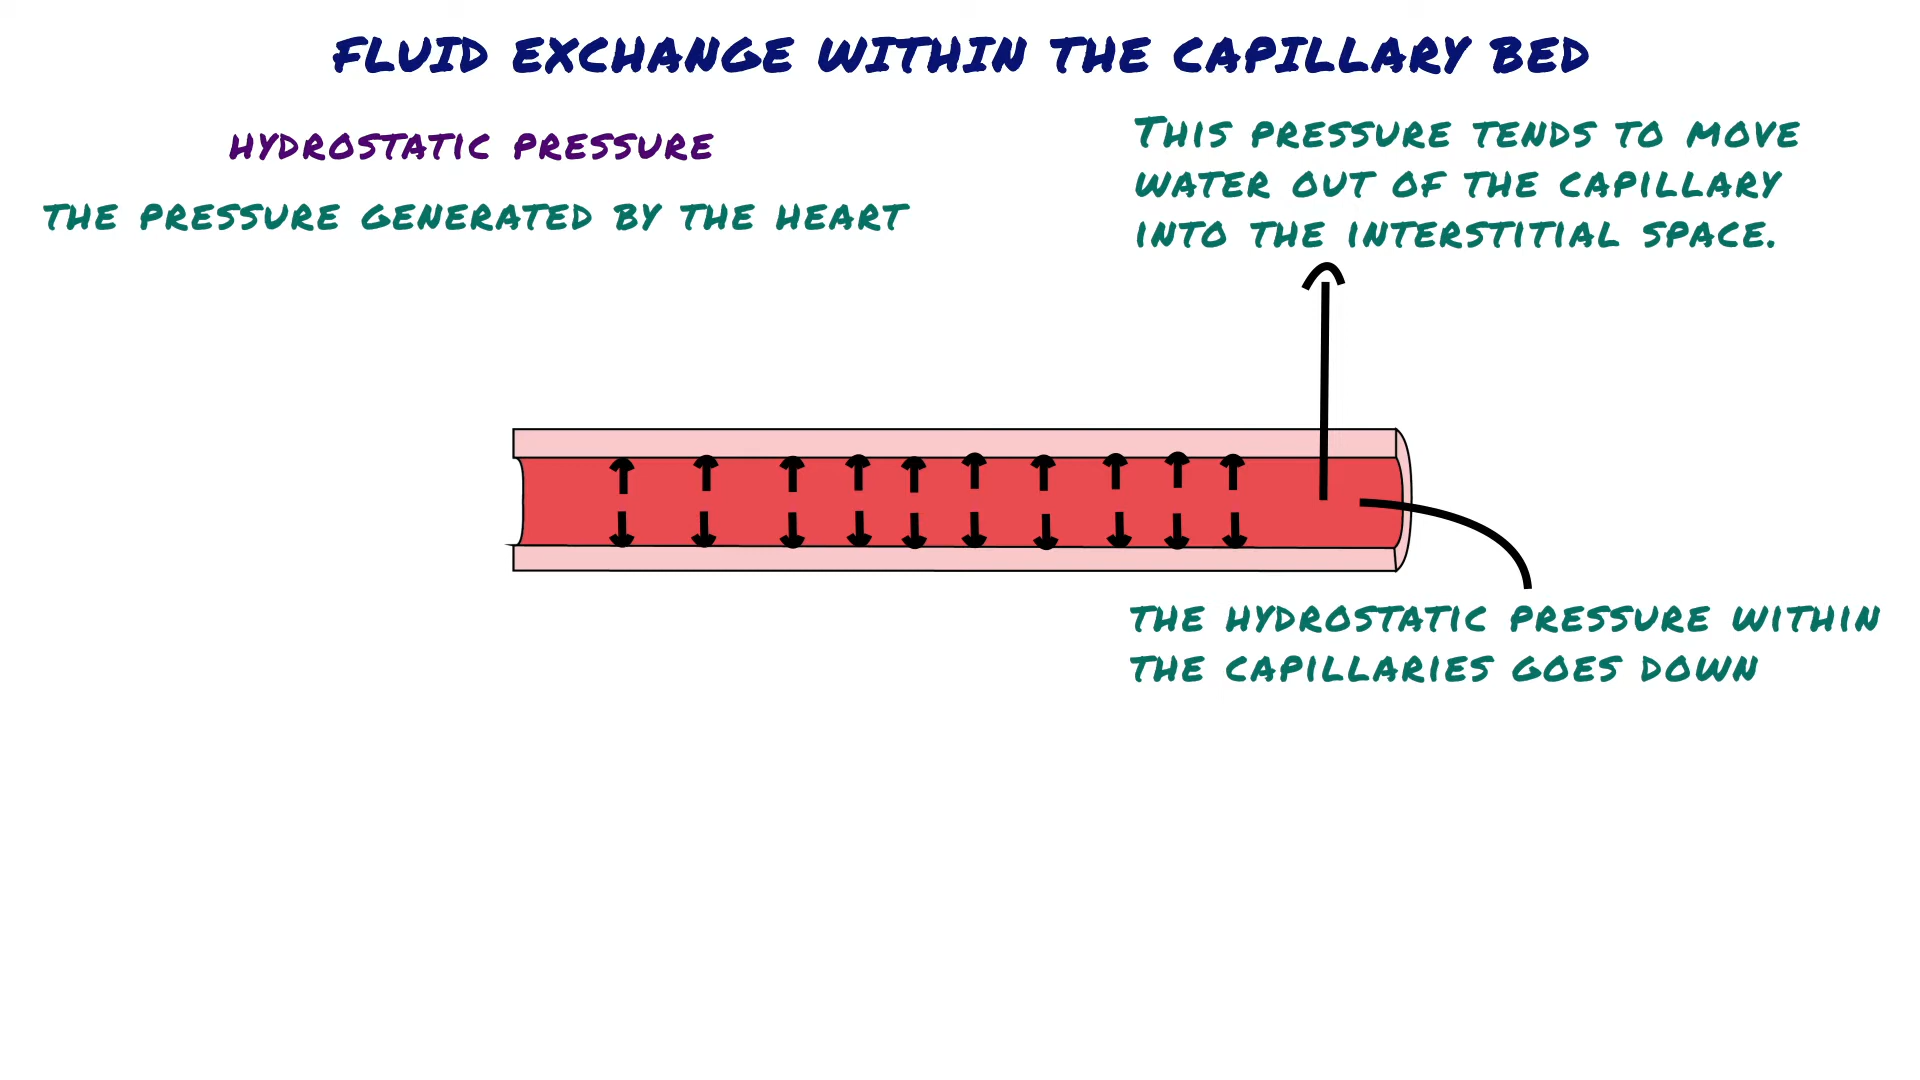 FLUID EXCHANGE WITHIN THE CAPILLARY BED
HYDROSTATIC PRESSURE
THE PRESSURE GENERATED BY THE HEART
THIS PRESSURE TENDS TO MOVE
WATER OUT OF THE CAPILLARY
INTO THE INTERSTITIAL SPACE.
THE HYDROSTATIC PRESSURE WITHIN
THE CAPILLARIES GOES DOWN